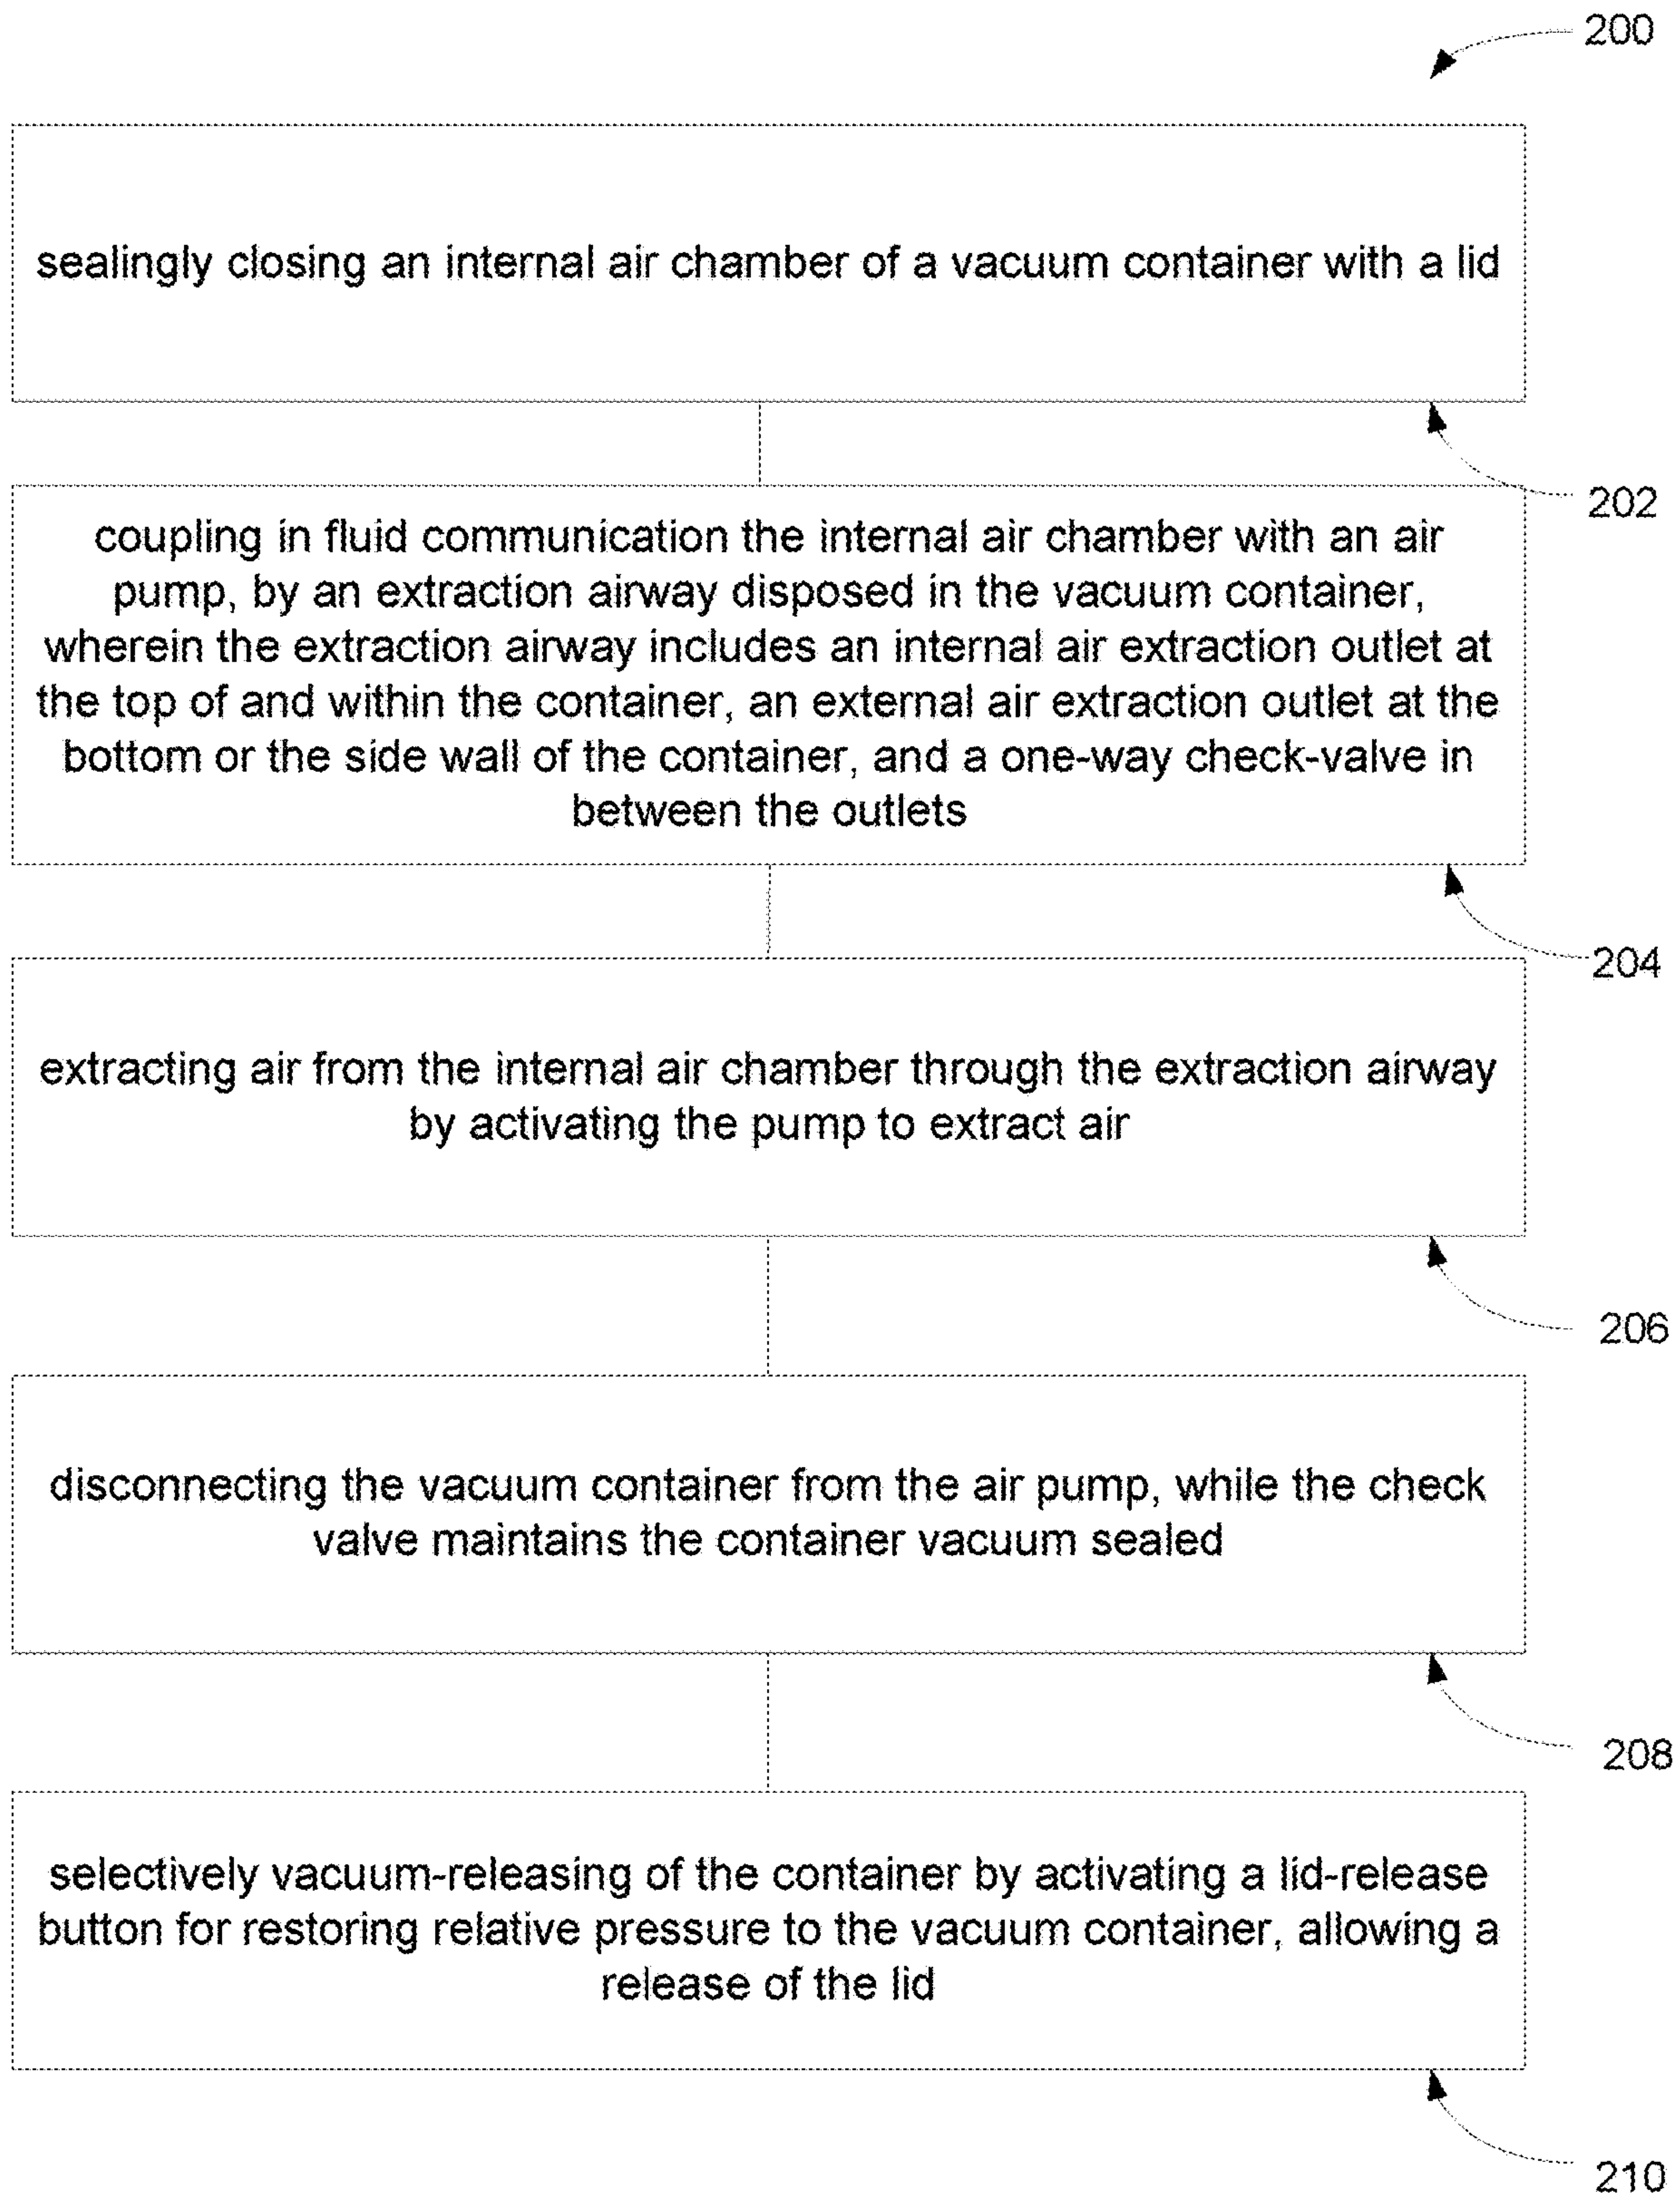 200
sealingly closing an internal air chamber of a vacuum container with a lid
202
coupling in fluid communication the internal air chamber with an air
pump, by an extraction airway disposed in the vacuum container,
wherein the extraction airway includes an internal air extraction outlet at
the top of and within the container, an external air extraction outlet at the
bottom or the side wall of the container, and a one-way check-valve in
between the outlets
204
extracting air from the internal air chamber through the extraction airway
by activating the pump to extract air
206
disconnecting the vacuum container from the air pump, while the check
valve maintains the container vacuum sealed
208
selectively vacuum-releasing of the container by activating a lid-release
button for restoring relative pressure to the vacuum container, allowing a
release of the lid
210